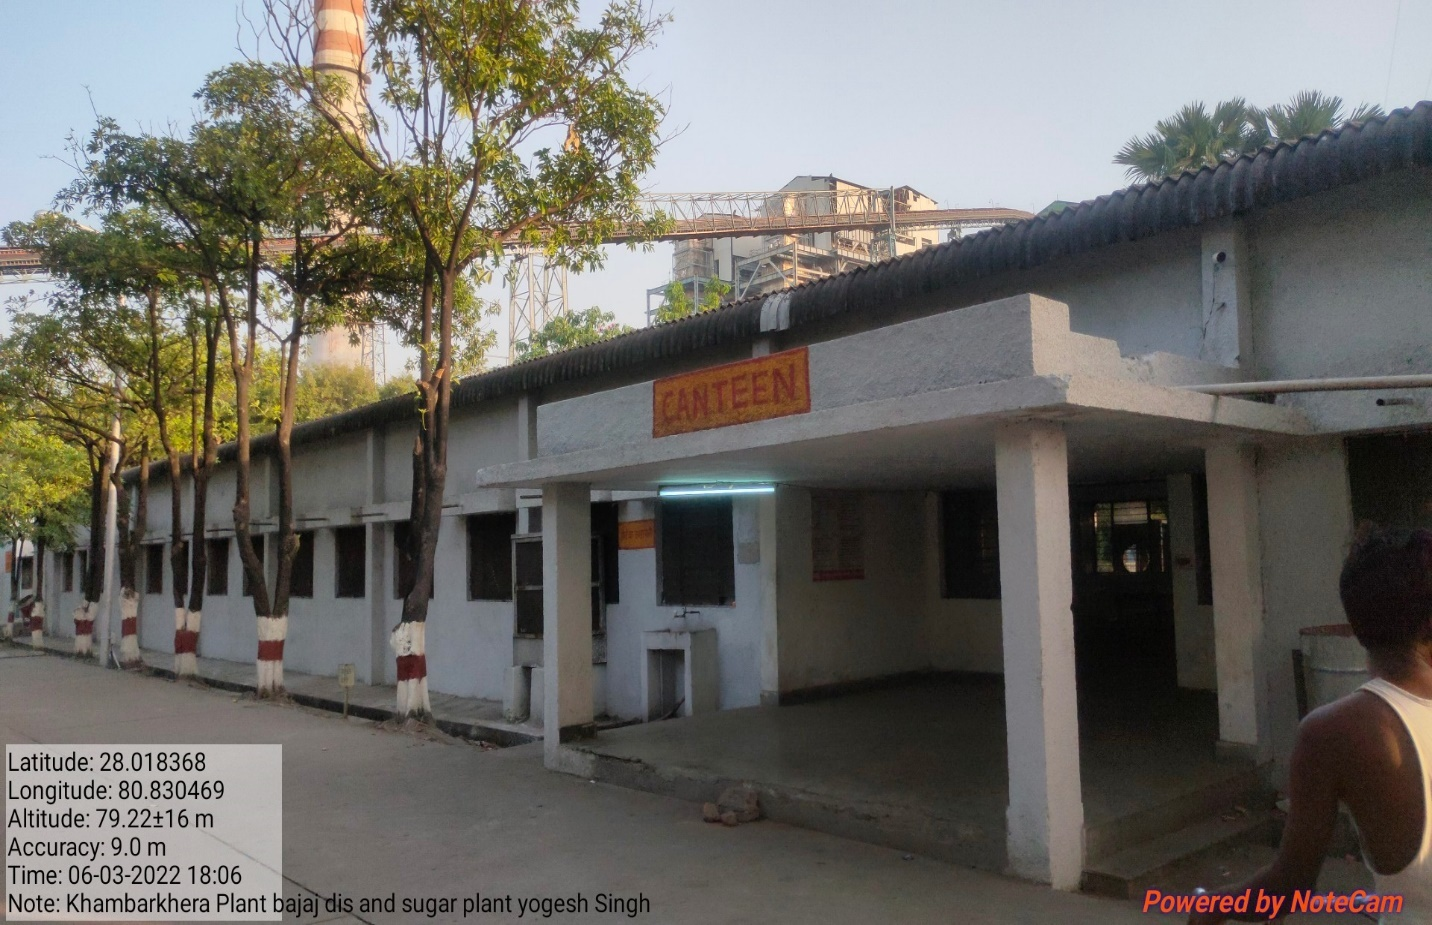 CANTEEN
Latitude: 28.018368
Longitude: 80.830469
Altitude: 79.22±16 m
Accuracy: 9.0 m
Time: 06-03-2022 18:06
Note: Khambarkhera Plant bajaj dis and sugar plant yogesh Singh
Powered by NoteCam